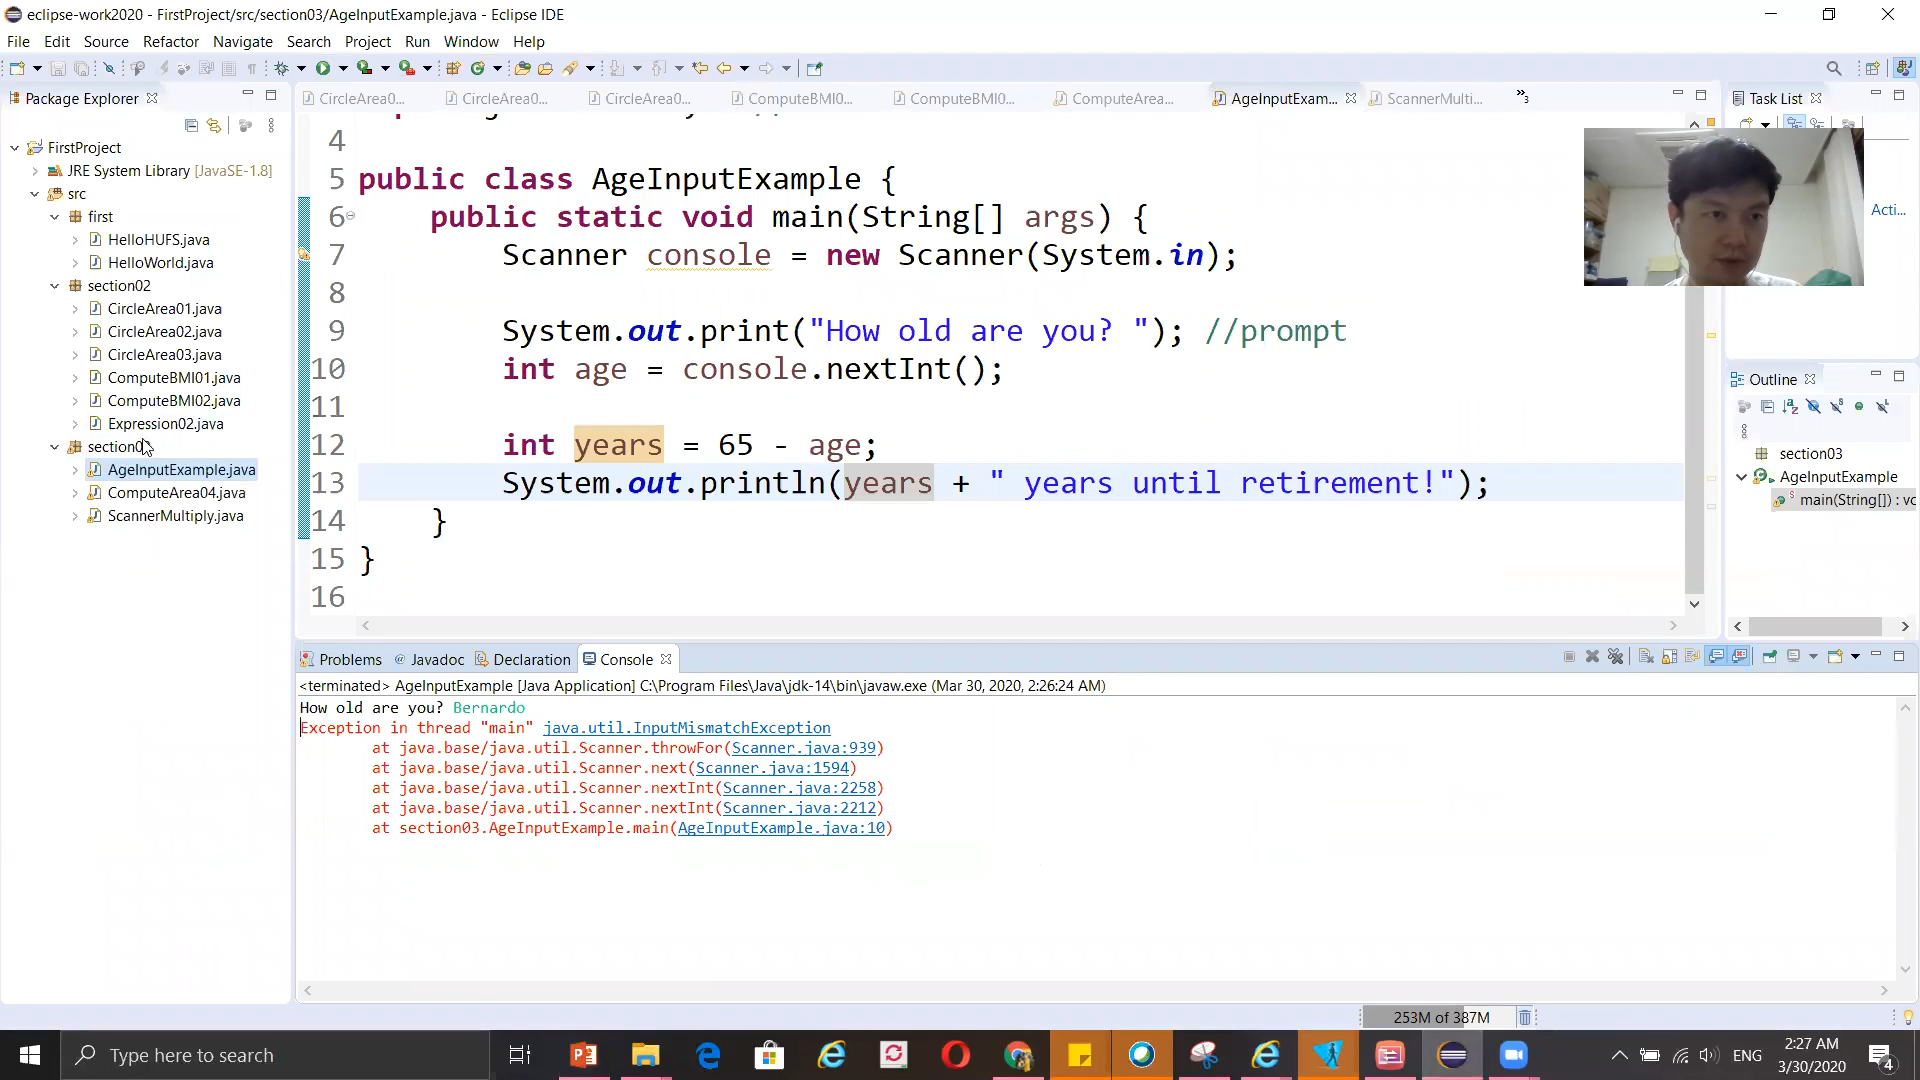 eclipse-work2020 - FirstProject/src/section03/AgeInputExample.java - Eclipse IDE
File Edit Source Refactor Navigate Search Project Run Window Help
Package Explorer
FirstProject
JRE System Library [JavaSE-1.8]
src
first
HelloHUFS.java
HelloWorld.java
section02
CircleArea01.java
CircleArea02.java
CircleArea03.java
ComputeBMI01.java
ComputeBMI02.java
Expression02.java
section03
AgeInputExample.java
ComputeArea04.java
ScannerMultiply.java
CircleArea0... CircleArea0... CircleArea0... ComputeBMI0... ComputeBMI0... ComputeArea... AgeInputExam... ScannerMulti... »3
4
5 public class AgeInputExample {
6 public static void main(String[] args) {
7 Scanner console = new Scanner(System.in);
8
9 System.out.print("How old are you? "); //prompt
10 int age = console.nextInt();
11
12 int years = 65 - age;
13 System.out.println(years + " years until retirement!");
14 }
15 }
16
Task List
Acti...
Outline
section03
AgeInputExample
main(String[]) : vo
Problems @ Javadoc Declaration Console
<terminated> AgeInputExample [Java Application] C:\Program Files\Java\jdk-14\bin\javaw.exe (Mar 30, 2020, 2:26:24 AM)
How old are you? Bernardo
Exception in thread "main" java.util.InputMismatchException
at java.base/java.util.Scanner.throwFor(Scanner.java:939)
at java.base/java.util.Scanner.next(Scanner.java:1594)
at java.base/java.util.Scanner.nextInt(Scanner.java:2258)
at java.base/java.util.Scanner.nextInt(Scanner.java:2212)
at section03.AgeInputExample.main(AgeInputExample.java:10)
253M of 387M
Type here to search
ENG
2:27 AM
3/30/2020
4